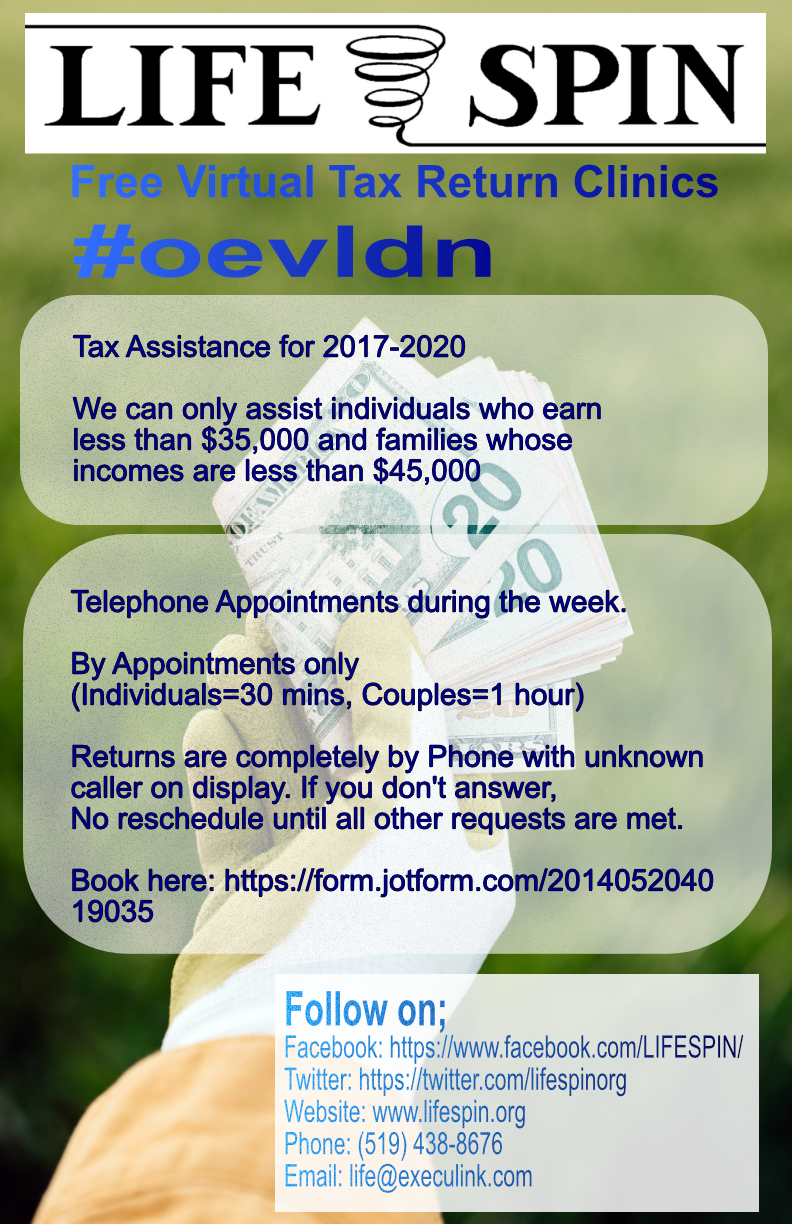 LIFE SPIN
Free Virtual Tax Return Clinics
#oevldn
Tax Assistance for 2017-2020
We can only assist individuals who earn
less than $35,000 and families whose
incomes are less than $45,000
OF AMERICA
TRUST
20
20
Telephone Appointments during the week.
By Appointments only
(Individuals=30 mins, Couples=1 hour)
Returns are completely by Phone with unknown
caller on display. If you don't answer,
No reschedule until all other requests are met.
Book here: https://form.jotform.com/2014052040
19035
Follow on;
Facebook: https://www.facebook.com/LIFESPIN/
Twitter: https://twitter.com/lifespinorg
Website: www.lifespin.org
Phone: (519) 438-8676
Email: life@execulink.com